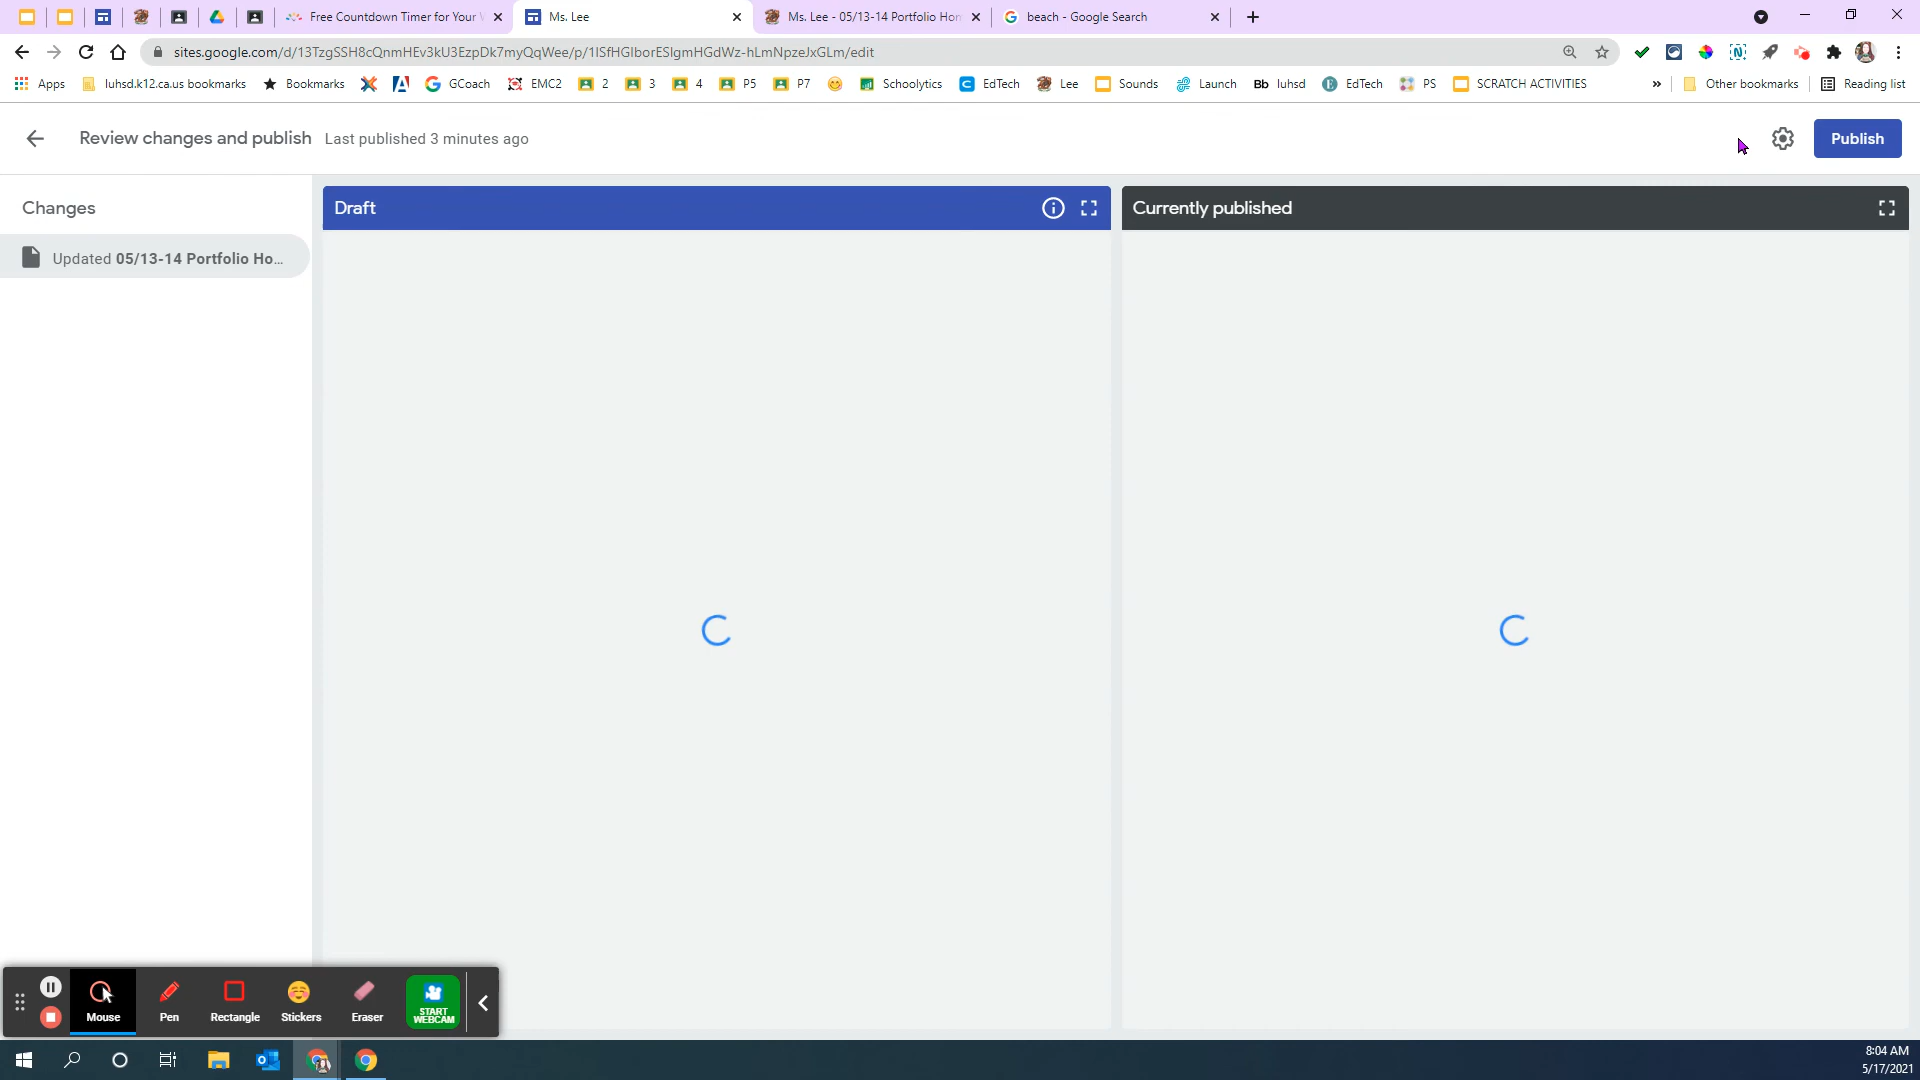 Free Countdown Timer for Your W
Ms. Lee
Ms. Lee - 05/13-14 Portfolio Hom
beach - Google Search
sites.google.com/d/13TzgSSH8cQnmHEv3kU3EzpDk7myQqWee/p/1ISfHGIborESlgmHGdWz-hLmNpzeJxGLm/edit
Apps
luhsd.k12.ca.us bookmarks
Bookmarks
GCoach
EMC2
2
3
4
P5
P7
Schoolytics
EdTech
Lee
Sounds
Launch
Bb luhsd
EdTech
PS
SCRATCH ACTIVITIES
»
Other bookmarks
Reading list
Review changes and publish
Last published 3 minutes ago
Publish
Changes
Draft
Currently published
Updated 05/13-14 Portfolio Ho...
Mouse
Pen
Rectangle
Stickers
Eraser
START
WEBCAM
8:04 AM
5/17/2021